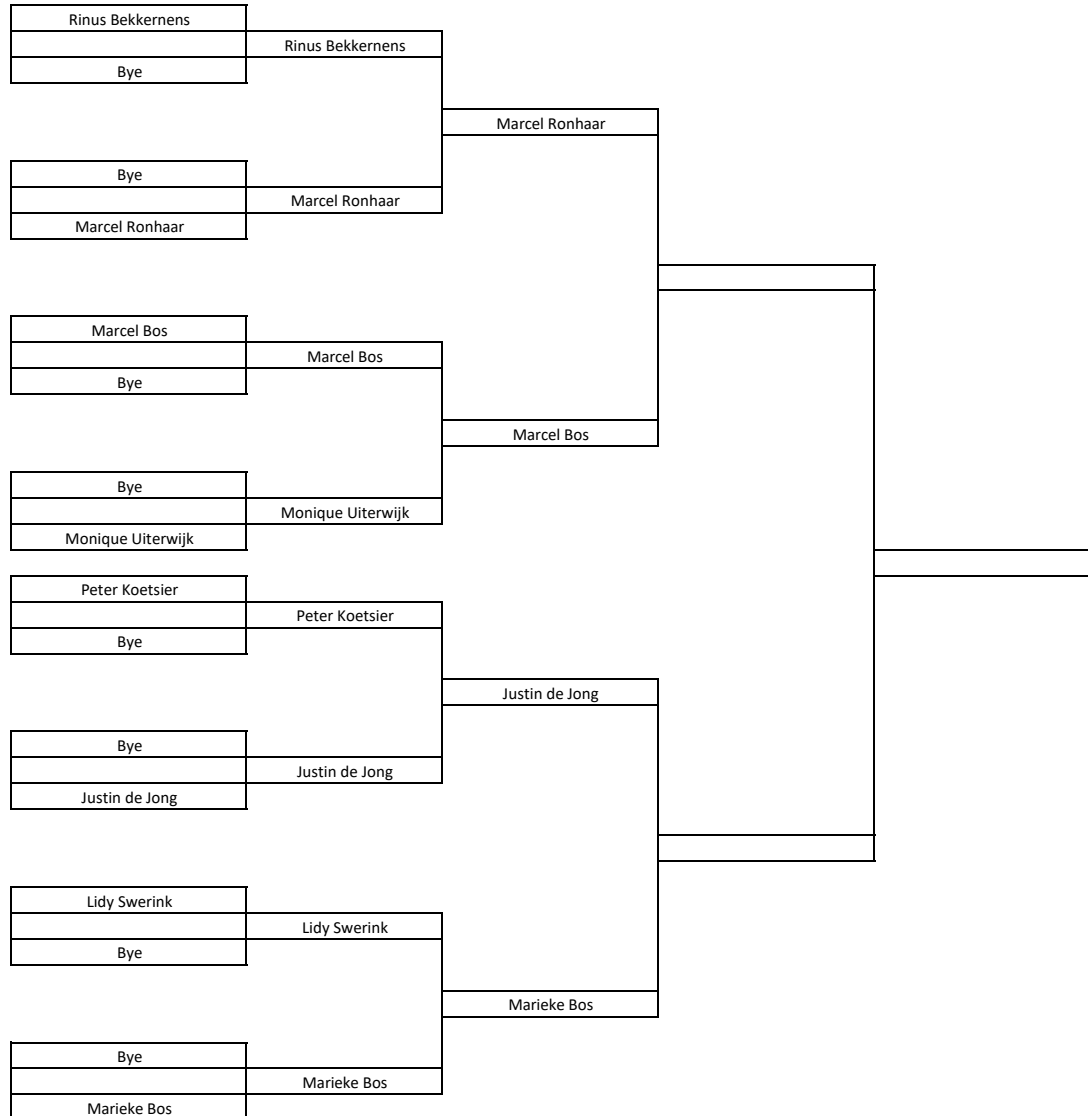 Rinus Bekkernens
Rinus Bekkernens
Bye
Marcel Ronhaar
Bye
Marcel Ronhaar
Marcel Ronhaar
Marcel Bos
Marcel Bos
Bye
Marcel Bos
Bye
Monique Uiterwijk
Monique Uiterwijk
Peter Koetsier
Peter Koetsier
Bye
Justin de Jong
Bye
Justin de Jong
Justin de Jong
Lidy Swerink
Lidy Swerink
Bye
Marieke Bos
Bye
Marieke Bos
Marieke Bos